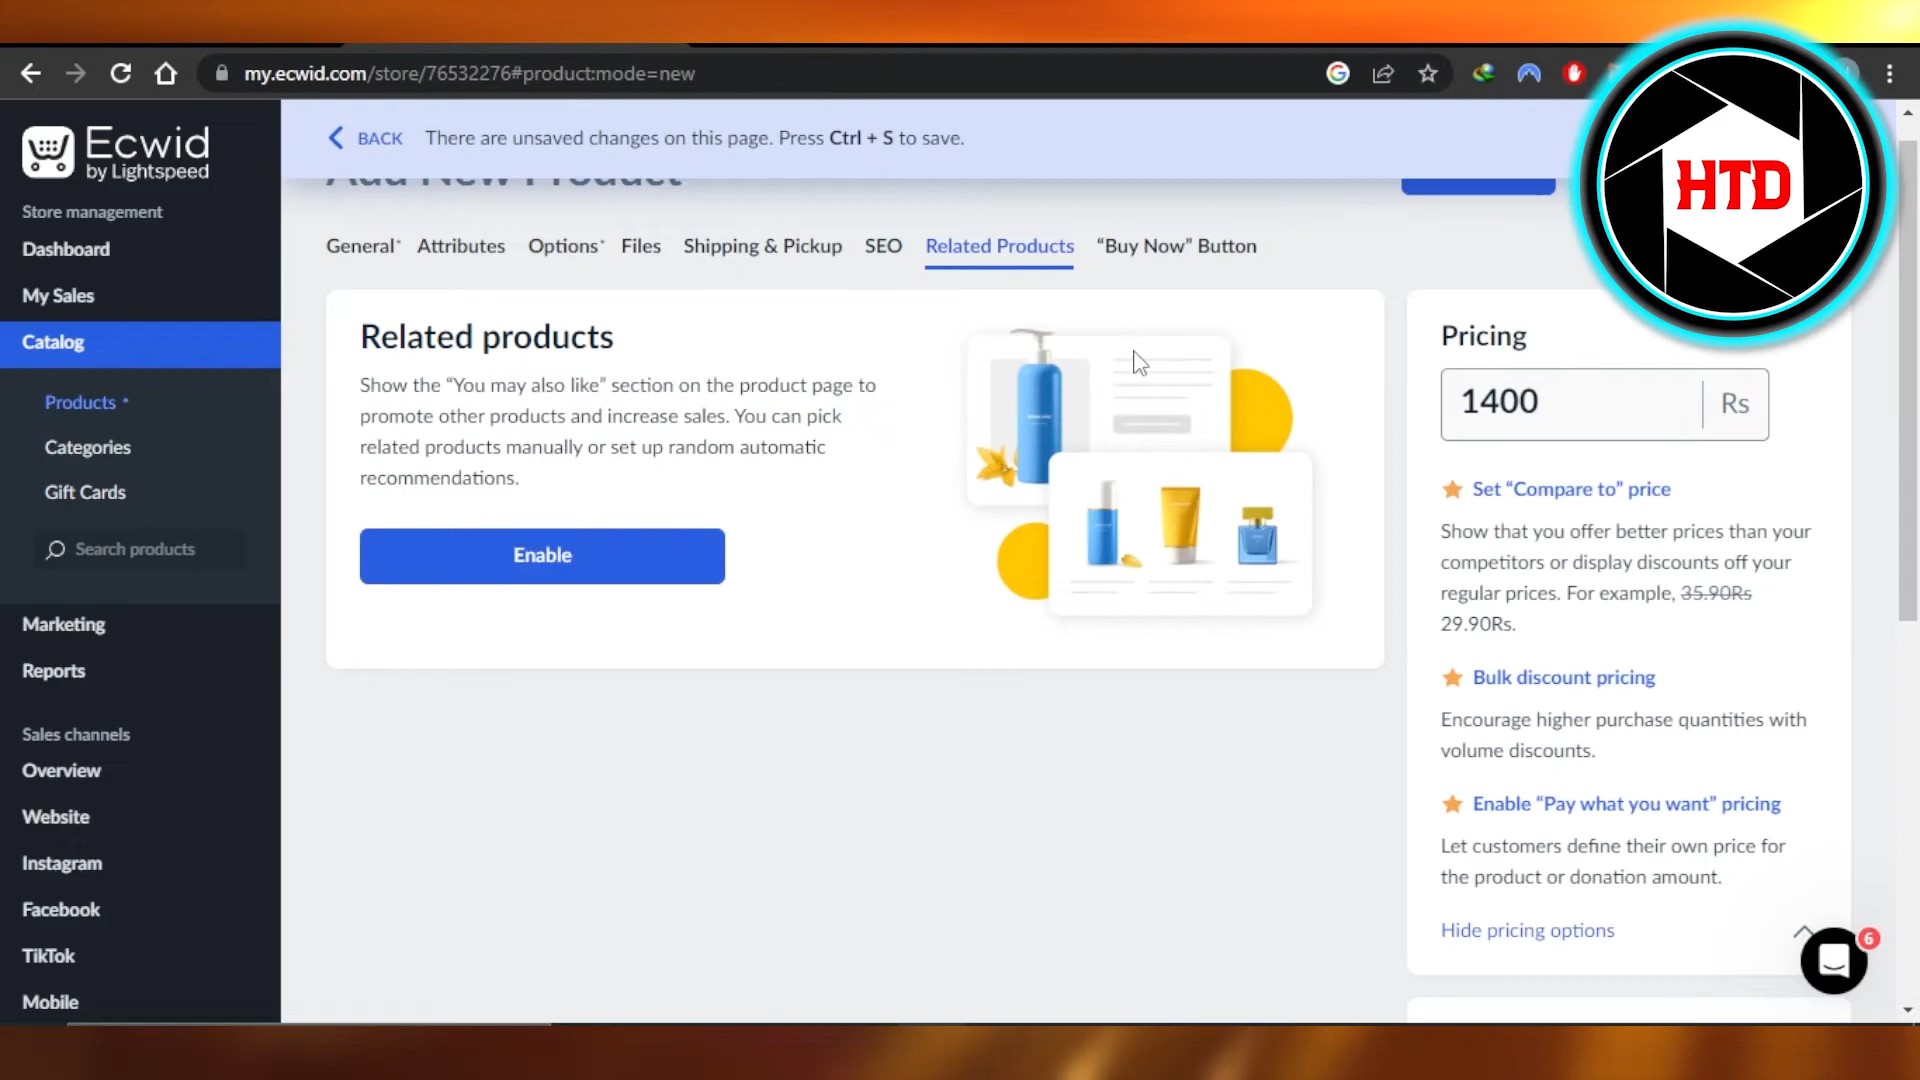 my.ecwid.com/store/76532276#product:mode=new
HTD
Ecwid
by Lightspeed
Store management
Dashboard
My Sales
Catalog
Products •
Categories
Gift Cards
Search products
Marketing
Reports
Sales channels
Overview
Website
Instagram
Facebook
TikTok
Mobile
BACK There are unsaved changes on this page. Press Ctrl + S to save.
Add New Product
General* Attributes Options* Files Shipping & Pickup SEO Related Products “Buy Now” Button
Related products
Show the “You may also like” section on the product page to
promote other products and increase sales. You can pick
related products manually or set up random automatic
recommendations.
Enable
Pricing
1400 Rs
Set “Compare to” price
Show that you offer better prices than your
competitors or display discounts off your
regular prices. For example, 35.90Rs
29.90Rs.
Bulk discount pricing
Encourage higher purchase quantities with
volume discounts.
Enable “Pay what you want” pricing
Let customers define their own price for
the product or donation amount.
Hide pricing options
6